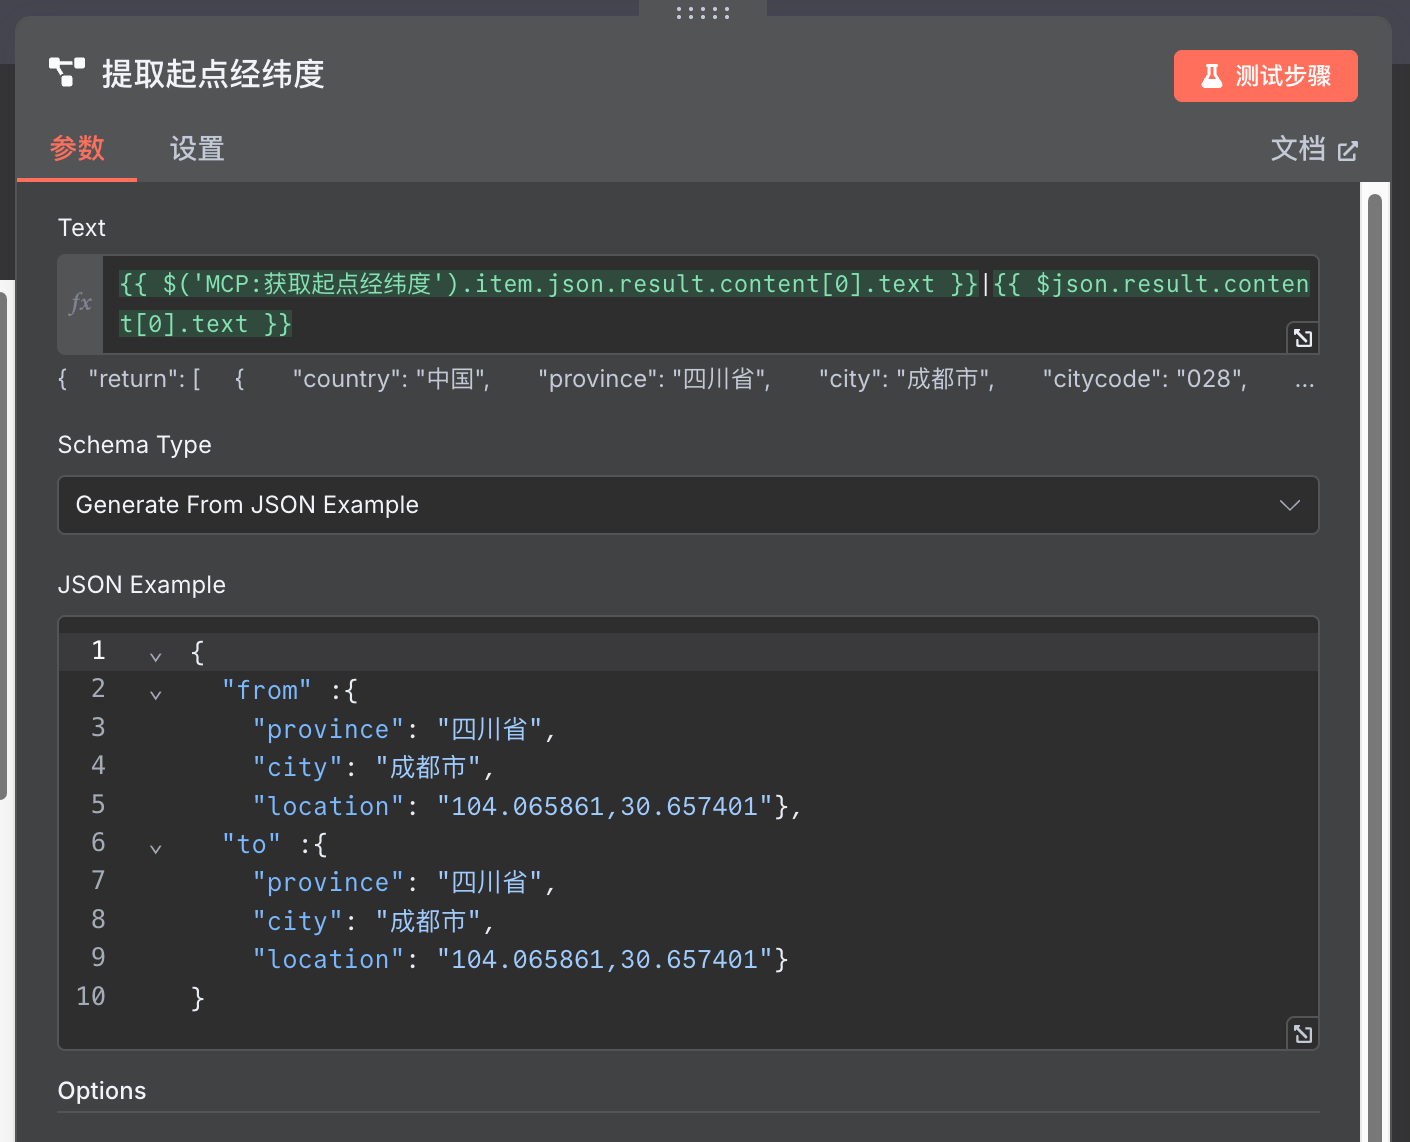 提取起点经纬度
测试步骤
参数
设置
文档
Text
fx
{{ $('MCP:获取起点经纬度').item.json.result.content[0].text }}|{{ $json.result.conten
t[0].text }}
{ "return": [ { "country": "中国", "province": "四川省", "city": "成都市", "citycode": "028", ...
Schema Type
Generate From JSON Example
JSON Example
1 {
2 "from" :{
3 "province": "四川省",
4 "city": "成都市",
5 "location": "104.065861,30.657401"},
6 "to" :{
7 "province": "四川省",
8 "city": "成都市",
9 "location": "104.065861,30.657401"}
10 }
Options